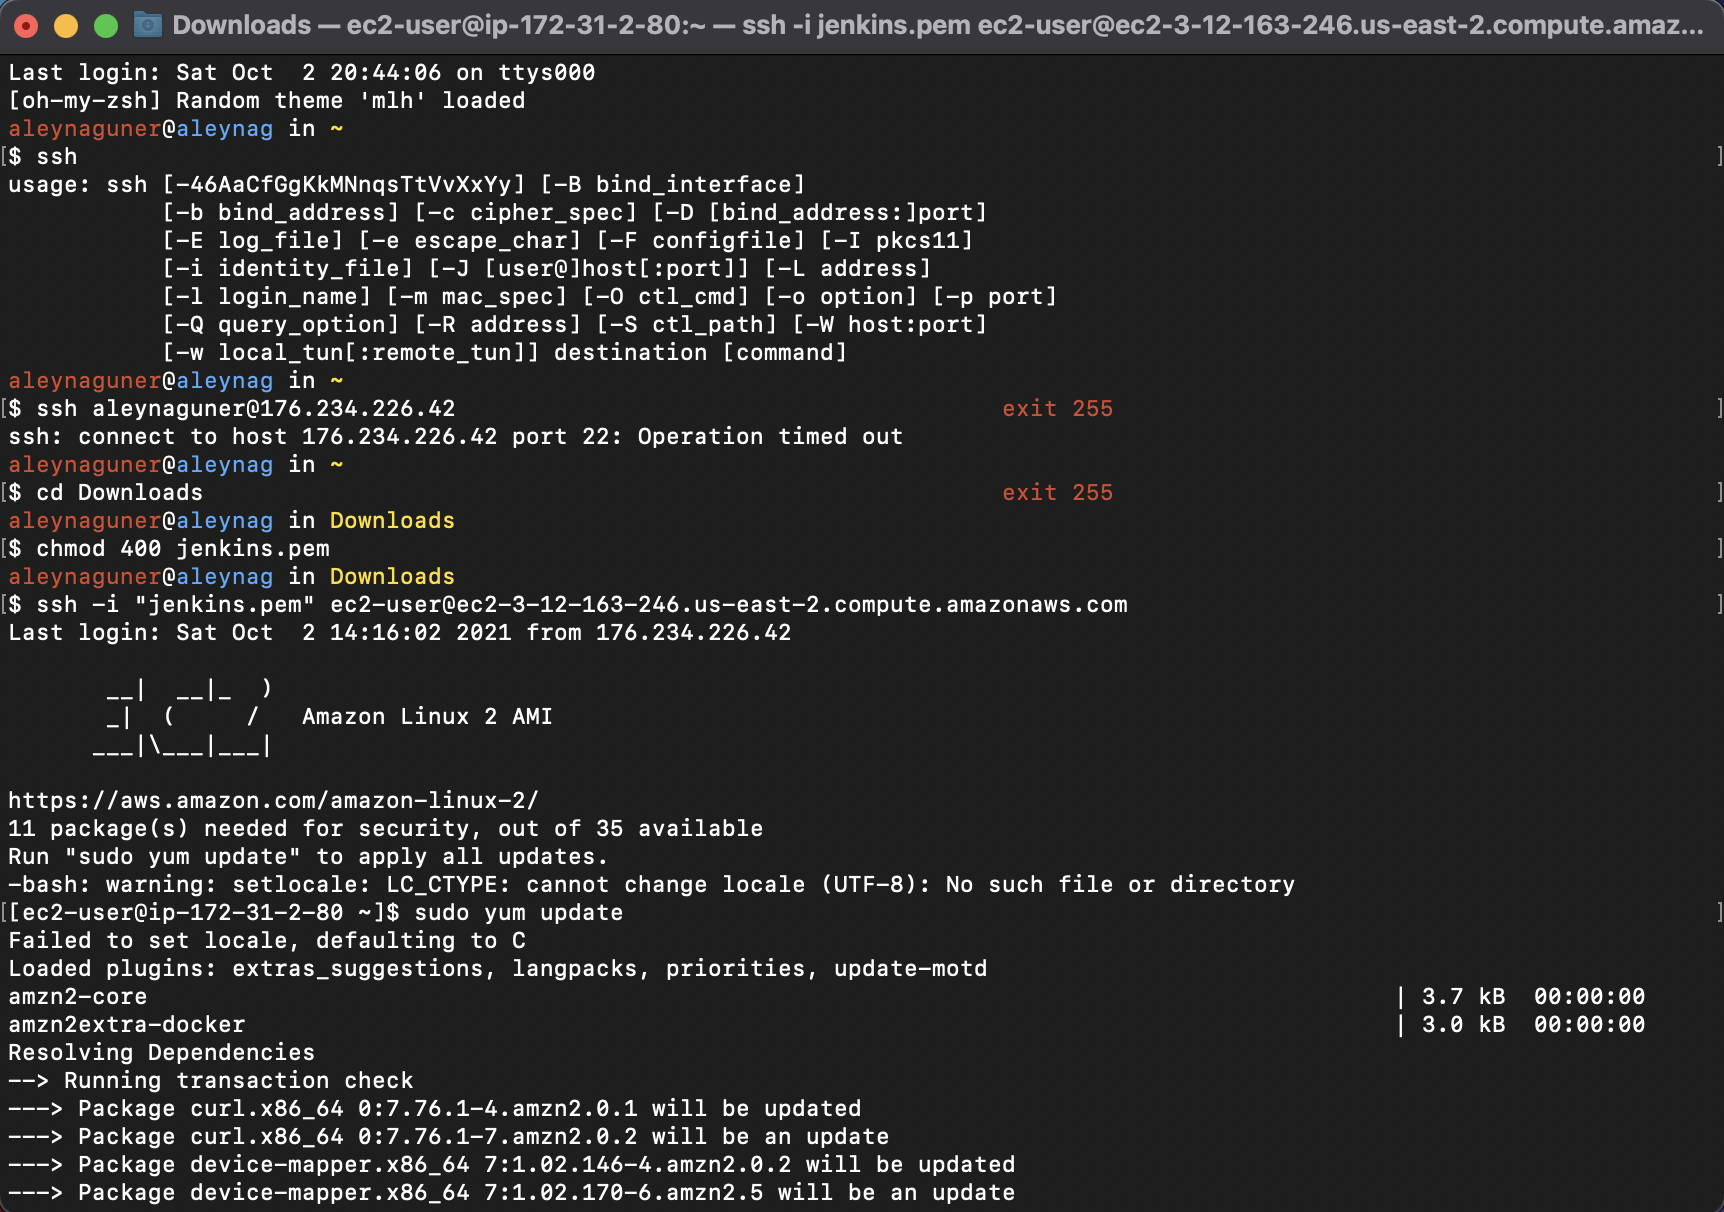 Downloads — ec2-user@ip-172-31-2-80:~ — ssh -i jenkins.pem ec2-user@ec2-3-12-163-246.us-east-2.compute.amaz...
Last login: Sat Oct  2 20:44:06 on ttys000
[oh-my-zsh] Random theme 'mlh' loaded
aleynaguner@aleynag in ~
[$ ssh ]
usage: ssh [-46AaCfGgKkMNnqsTtVvXxYy] [-B bind_interface]
           [-b bind_address] [-c cipher_spec] [-D [bind_address:]port]
           [-E log_file] [-e escape_char] [-F configfile] [-I pkcs11]
           [-i identity_file] [-J [user@]host[:port]] [-L address]
           [-l login_name] [-m mac_spec] [-O ctl_cmd] [-o option] [-p port]
           [-Q query_option] [-R address] [-S ctl_path] [-W host:port]
           [-w local_tun[:remote_tun]] destination [command]
aleynaguner@aleynag in ~
[$ ssh aleynaguner@176.234.226.42                                       exit 255 ]
ssh: connect to host 176.234.226.42 port 22: Operation timed out
aleynaguner@aleynag in ~
[$ cd Downloads                                                         exit 255 ]
aleynaguner@aleynag in Downloads
[$ chmod 400 jenkins.pem ]
aleynaguner@aleynag in Downloads
[$ ssh -i "jenkins.pem" ec2-user@ec2-3-12-163-246.us-east-2.compute.amazonaws.com ]
Last login: Sat Oct  2 14:16:02 2021 from 176.234.226.42

       __|  __|_  )
       _|  (     /   Amazon Linux 2 AMI
      ___|\___|___|

https://aws.amazon.com/amazon-linux-2/
11 package(s) needed for security, out of 35 available
Run "sudo yum update" to apply all updates.
-bash: warning: setlocale: LC_CTYPE: cannot change locale (UTF-8): No such file or directory
[[ec2-user@ip-172-31-2-80 ~]$ sudo yum update ]
Failed to set locale, defaulting to C
Loaded plugins: extras_suggestions, langpacks, priorities, update-motd
amzn2-core                                                                                         | 3.7 kB  00:00:00
amzn2extra-docker                                                                                  | 3.0 kB  00:00:00
Resolving Dependencies
--> Running transaction check
---> Package curl.x86_64 0:7.76.1-4.amzn2.0.1 will be updated
---> Package curl.x86_64 0:7.76.1-7.amzn2.0.2 will be an update
---> Package device-mapper.x86_64 7:1.02.146-4.amzn2.0.2 will be updated
---> Package device-mapper.x86_64 7:1.02.170-6.amzn2.5 will be an update